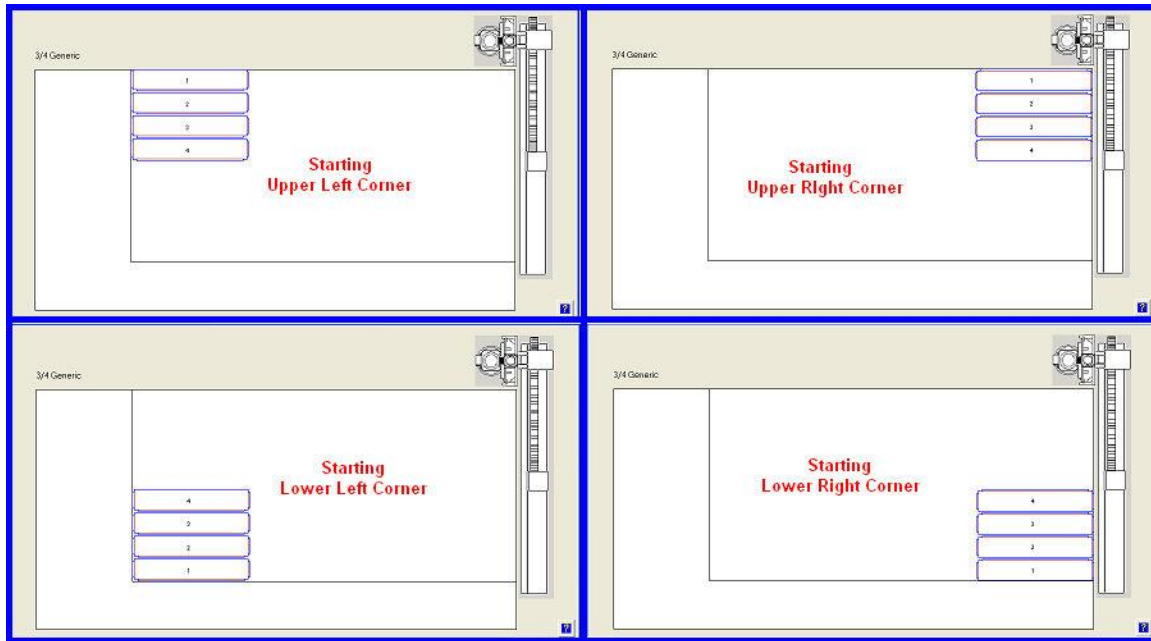 3/4 Generic
1
2
3
4
Starting
Upper Left Corner
?
3/4 Generic
1
2
3
4
Starting
Upper RIght Corner
?
3/4 Generic
Starting
Lower Left Corner
4
3
2
1
?
3/4 Generic
Starting
Lower Right Corner
4
3
2
1
?